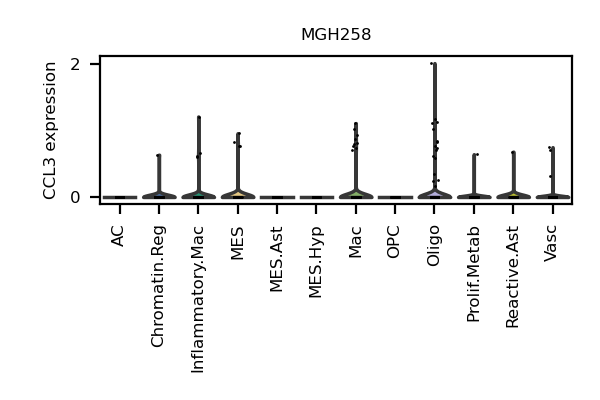 MGH258
CCL3 expression
2
0
AC
Chromatin.Reg
Inflammatory.Mac
MES
MES.Ast
MES.Hyp
Mac
OPC
Oligo
Prolif.Metab
Reactive.Ast
Vasc